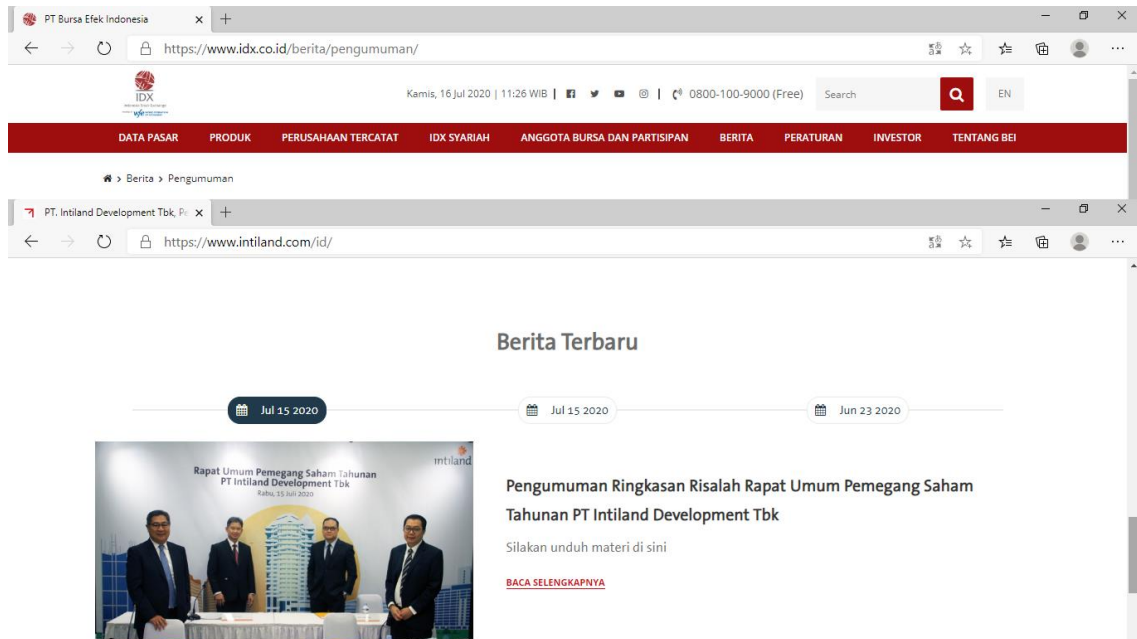 PT Bursa Efek Indonesia
https://www.idx.co.id/berita/pengumuman/
IDX
Kamis, 16 Jul 2020 | 11:26 WIB | | 0800-100-9000 (Free) Search EN
DATA PASAR PRODUK PERUSAHAAN TERCATAT IDX SYARIAH ANGGOTA BURSA DAN PARTISIPAN BERITA PERATURAN INVESTOR TENTANG BEI
> Berita > Pengumuman
PT. Intiland Development Tbk,
https://www.intiland.com/id/
Berita Terbaru
Jul 15 2020 Jul 15 2020 Jun 23 2020
intiland
Rapat Umum Pemegang Saham Tahunan
PT Intiland Development Tbk
Rabu, 15 Juli 2020
Pengumuman Ringkasan Risalah Rapat Umum Pemegang Saham
Tahunan PT Intiland Development Tbk
Silakan unduh materi di sini
BACA SELENGKAPNYA